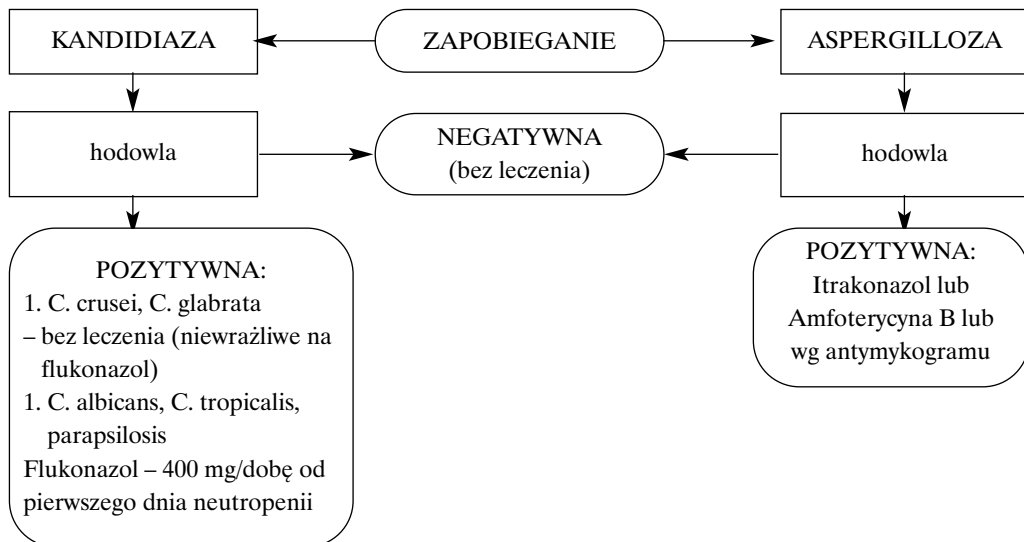 KANDIDIAZA
ZAPOBIEGANIE
ASPERGILLOZA
hodowla
NEGATYWNA
(bez leczenia)
hodowla
POZYTYWNA:
1. C. crusei, C. glabrata
– bez leczenia (niewrażliwe na
flukonazol)
1. C. albicans, C. tropicalis,
parapsilosis
Flukonazol – 400 mg/dobę od
pierwszego dnia neutropenii
POZYTYWNA:
Itrakonazol lub
Amfoterycyna B lub
wg antymykogramu